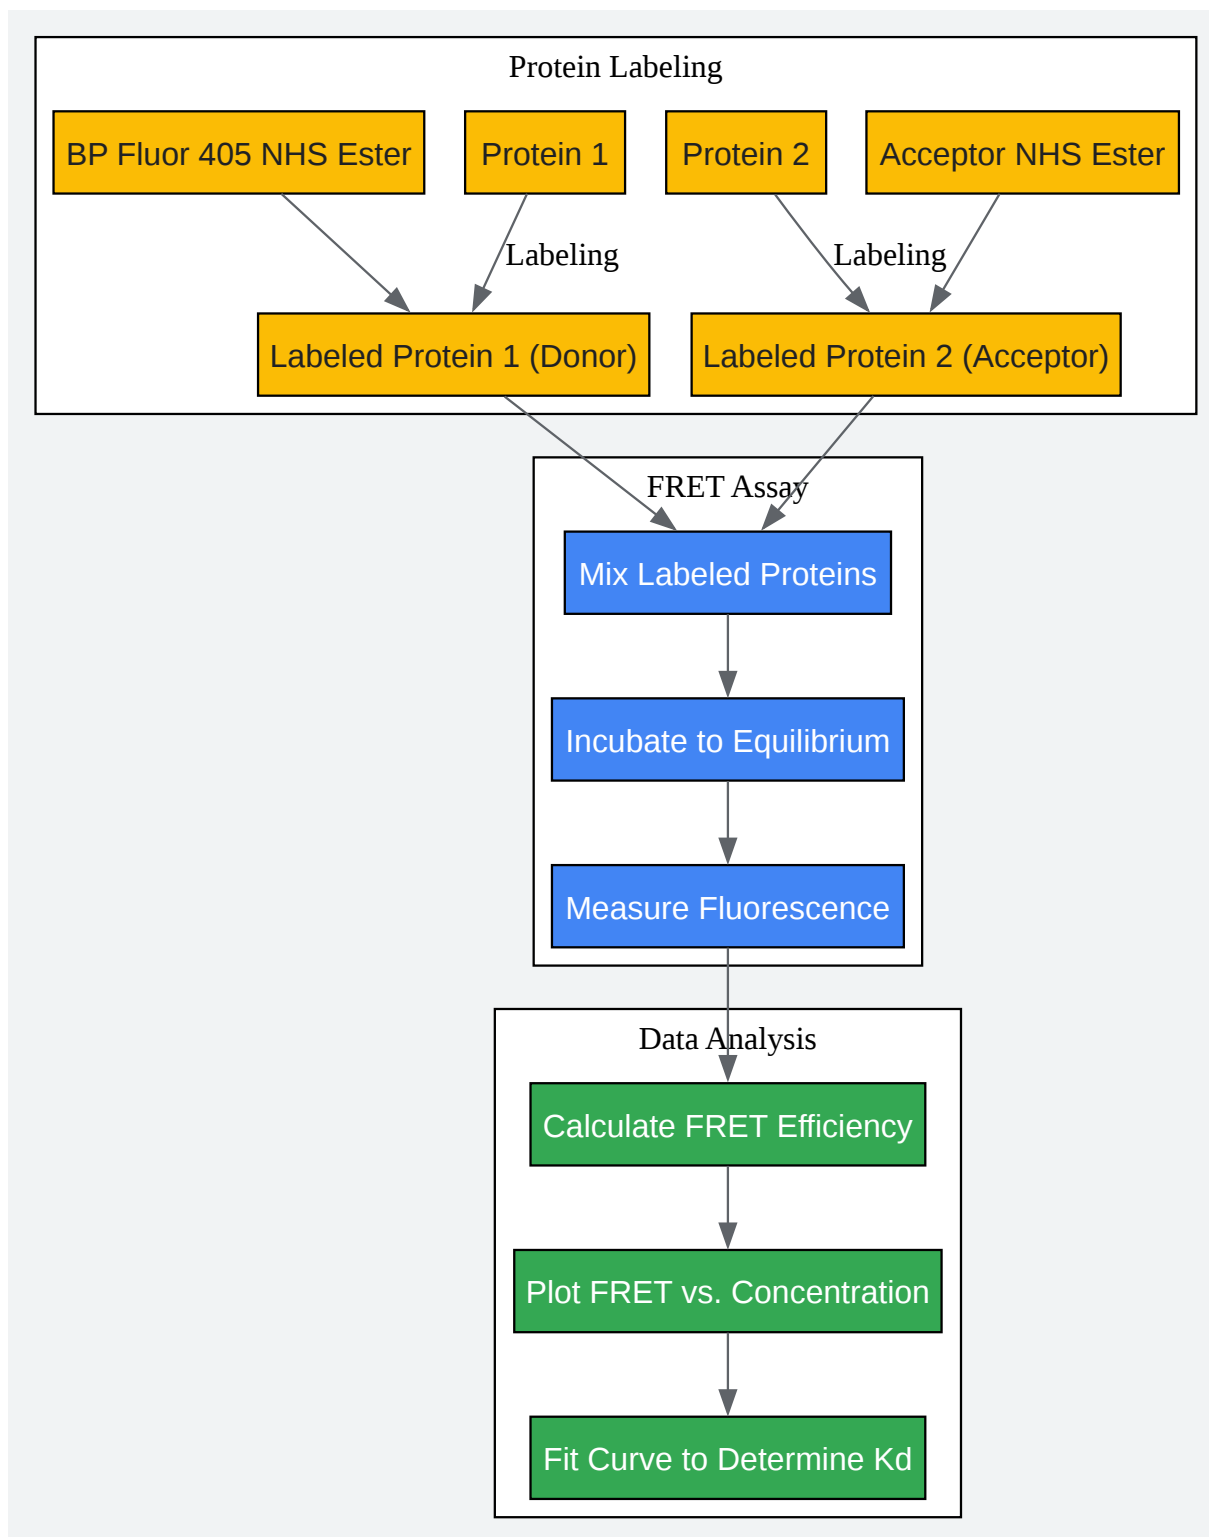 Protein Labeling
BP Fluor 405 NHS Ester
Protein 1
Protein 2
Acceptor NHS Ester
Labeling
Labeling
Labeled Protein 1 (Donor)
Labeled Protein 2 (Acceptor)
FRET Assay
Mix Labeled Proteins
Incubate to Equilibrium
Measure Fluorescence
Data Analysis
Calculate FRET Efficiency
Plot FRET vs. Concentration
Fit Curve to Determine Kd